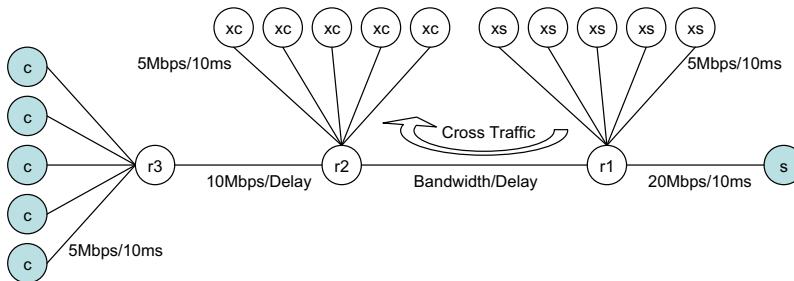 xc xc xc xc xc xs xs xs xs xs
c
5Mbps/10ms 5Mbps/10ms
c
Cross Traffic
c r3 r2 r1 s
10Mbps/Delay Bandwidth/Delay 20Mbps/10ms
c
5Mbps/10ms
c